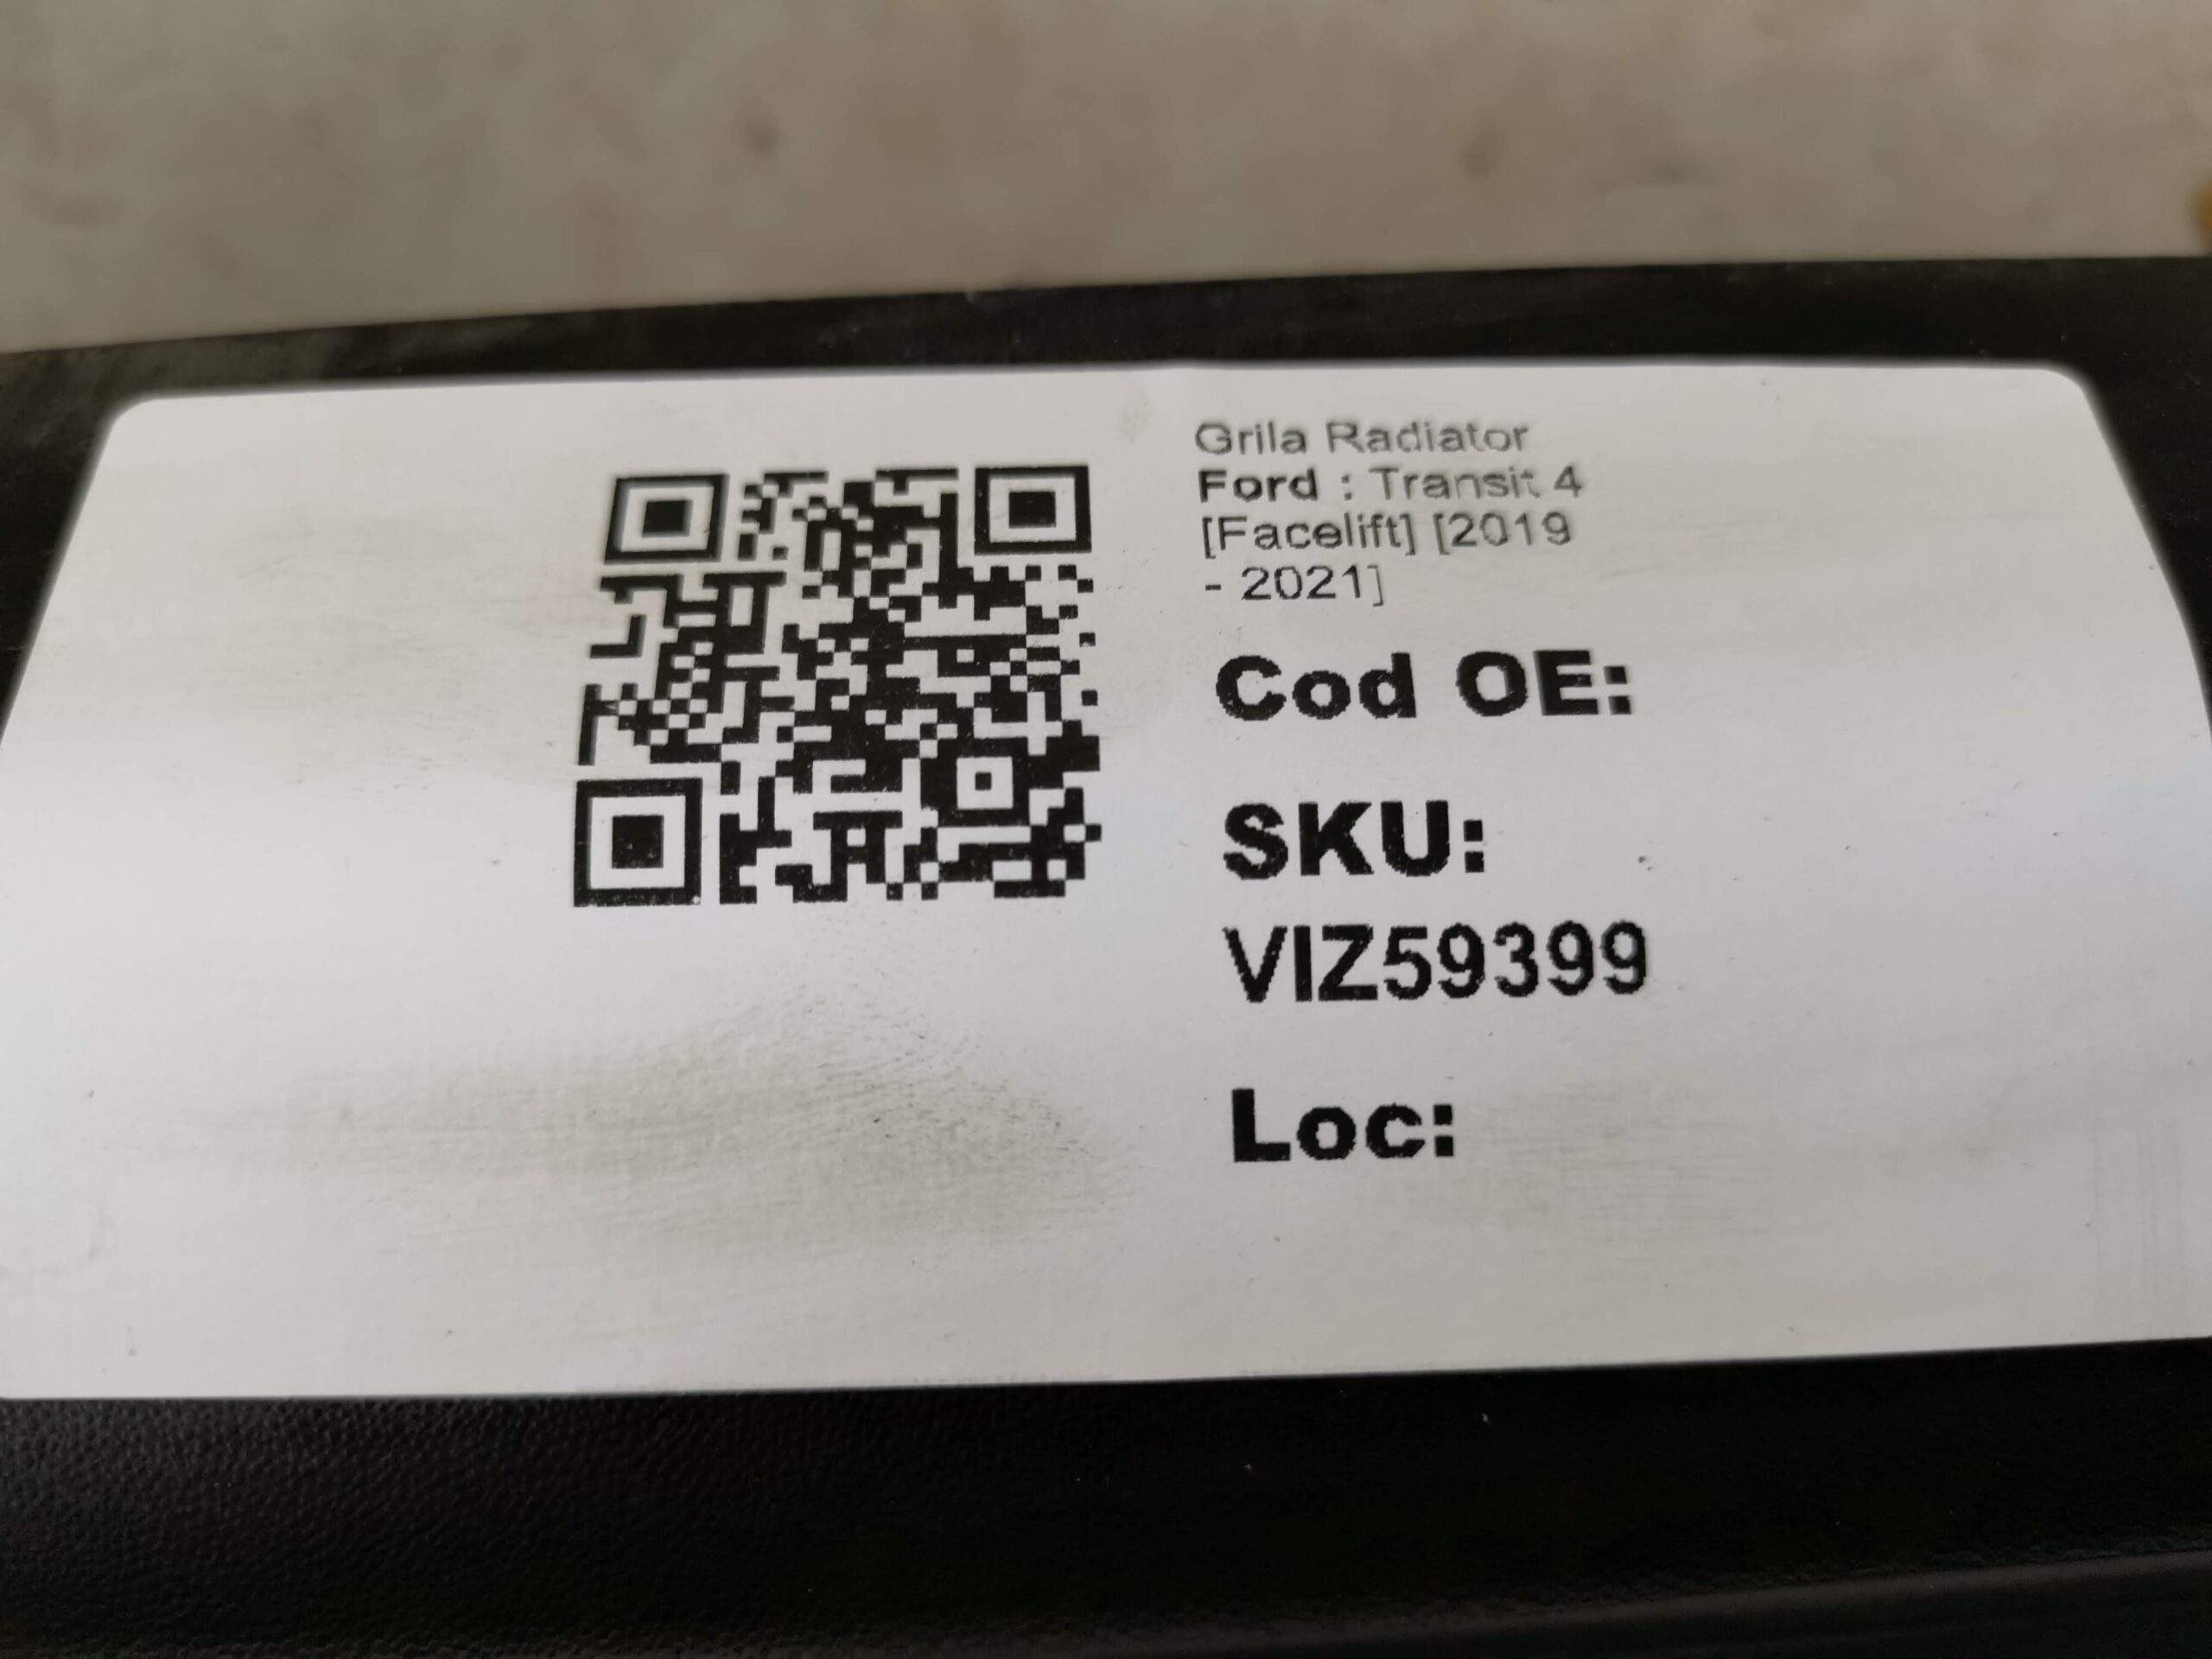 Grila Radiator
Ford : Transit 4
[Facelift] [2019
- 2021]
Cod OE:
SKU:
VIZ59399
Loc: